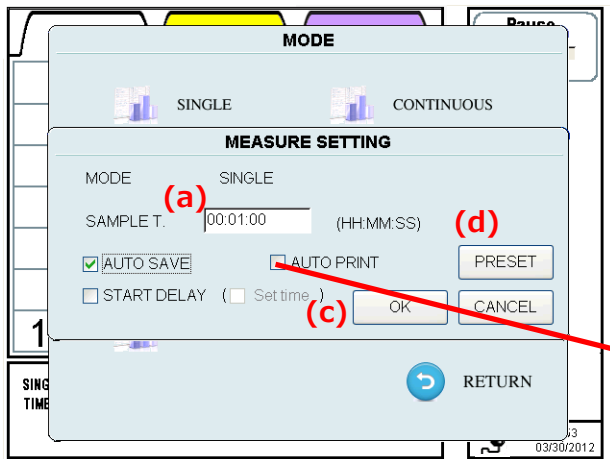 Pause
MODE
SINGLE CONTINUOUS
MEASURE SETTING
MODE SINGLE
(a)
SAMPLE T. 00:01:00 (HH:MM:SS) (d)
AUTO SAVE AUTO PRINT PRESET
START DELAY ( Set time ) (c) OK CANCEL
1
RETURN
SING
TIME
53
03/30/2012